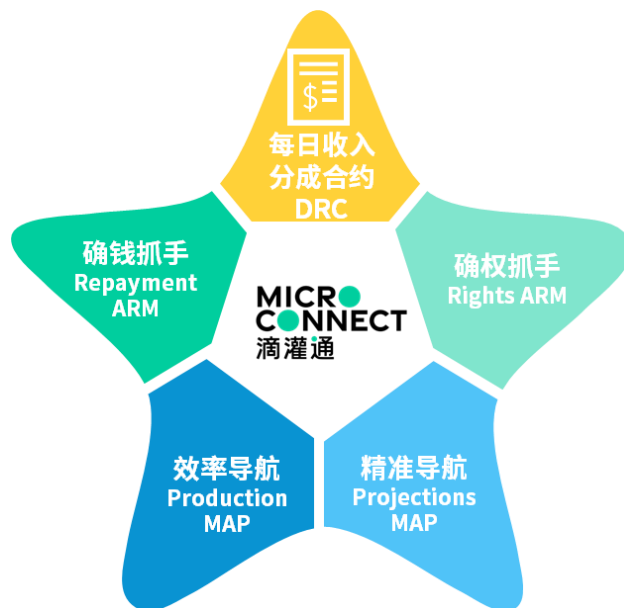 $
每日收入
分成合约
DRC
确钱抓手
Repayment
ARM
确权抓手
Rights ARM
MICRO
CONNECT
滴灌通
效率导航
Production
MAP
精准导航
Projections
MAP